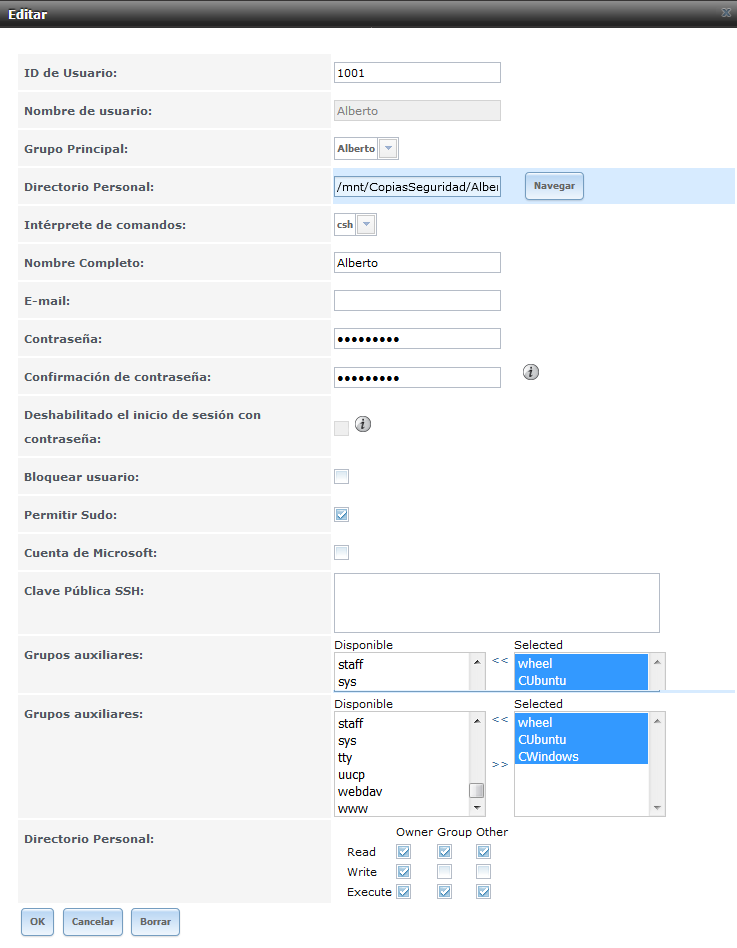 Editar
ID de Usuario: 1001
Nombre de usuario: Alberto
Grupo Principal: Alberto
Directorio Personal: /mnt/CopiasSeguridad/Alber Navegar
Intérprete de comandos: csh
Nombre Completo: Alberto
E-mail:
Contraseña: •••••••••
Confirmación de contraseña: •••••••••
Deshabilitado el inicio de sesión con
contraseña:
Bloquear usuario:
Permitir Sudo:
Cuenta de Microsoft:
Clave Pública SSH:
Grupos auxiliares:
Disponible << Selected
staff wheel
sys CUbuntu
Grupos auxiliares:
Disponible << Selected
staff wheel
sys CUbuntu
tty >> CWindows
uucp
webdav
www
Directorio Personal:
Owner Group Other
Read
Write
Execute
OK Cancelar Borrar